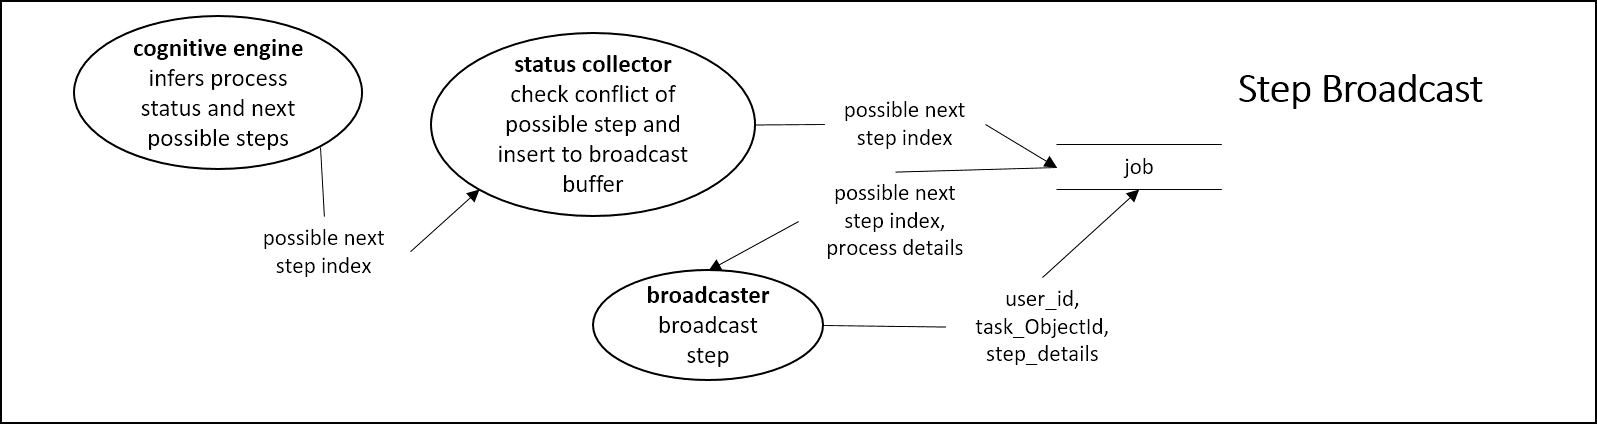 cognitive engine
infers process
status and next
possible steps
possible next
step index
status collector
check conflict of
possible step and
insert to broadcast
buffer
possible next
step index
possible next
step index,
process details
broadcaster
broadcast
step
user_id,
task_ObjectId,
step_details
job
Step Broadcast